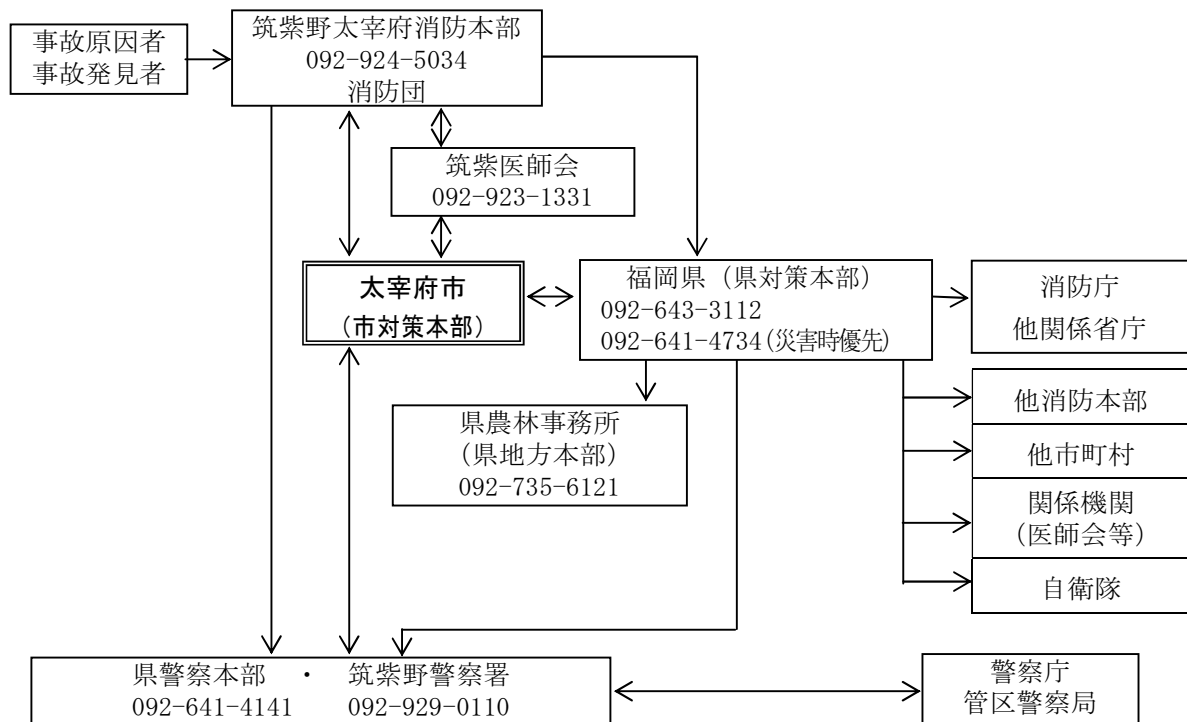 事故原因者
事故発見者
筑紫野太宰府消防本部
092-924-5034
消防団
筑紫医師会
092-923-1331
太宰府市
（市対策本部）
福岡県（県対策本部）
092-643-3112
092-641-4734(災害時優先)
消防庁
他関係省庁
県農林事務所
（県地方本部）
092-735-6121
他消防本部
他市町村
関係機関
（医師会等）
自衛隊
県警察本部 ・ 筑紫野警察署
092-641-4141 092-929-0110
警察庁
管区警察局